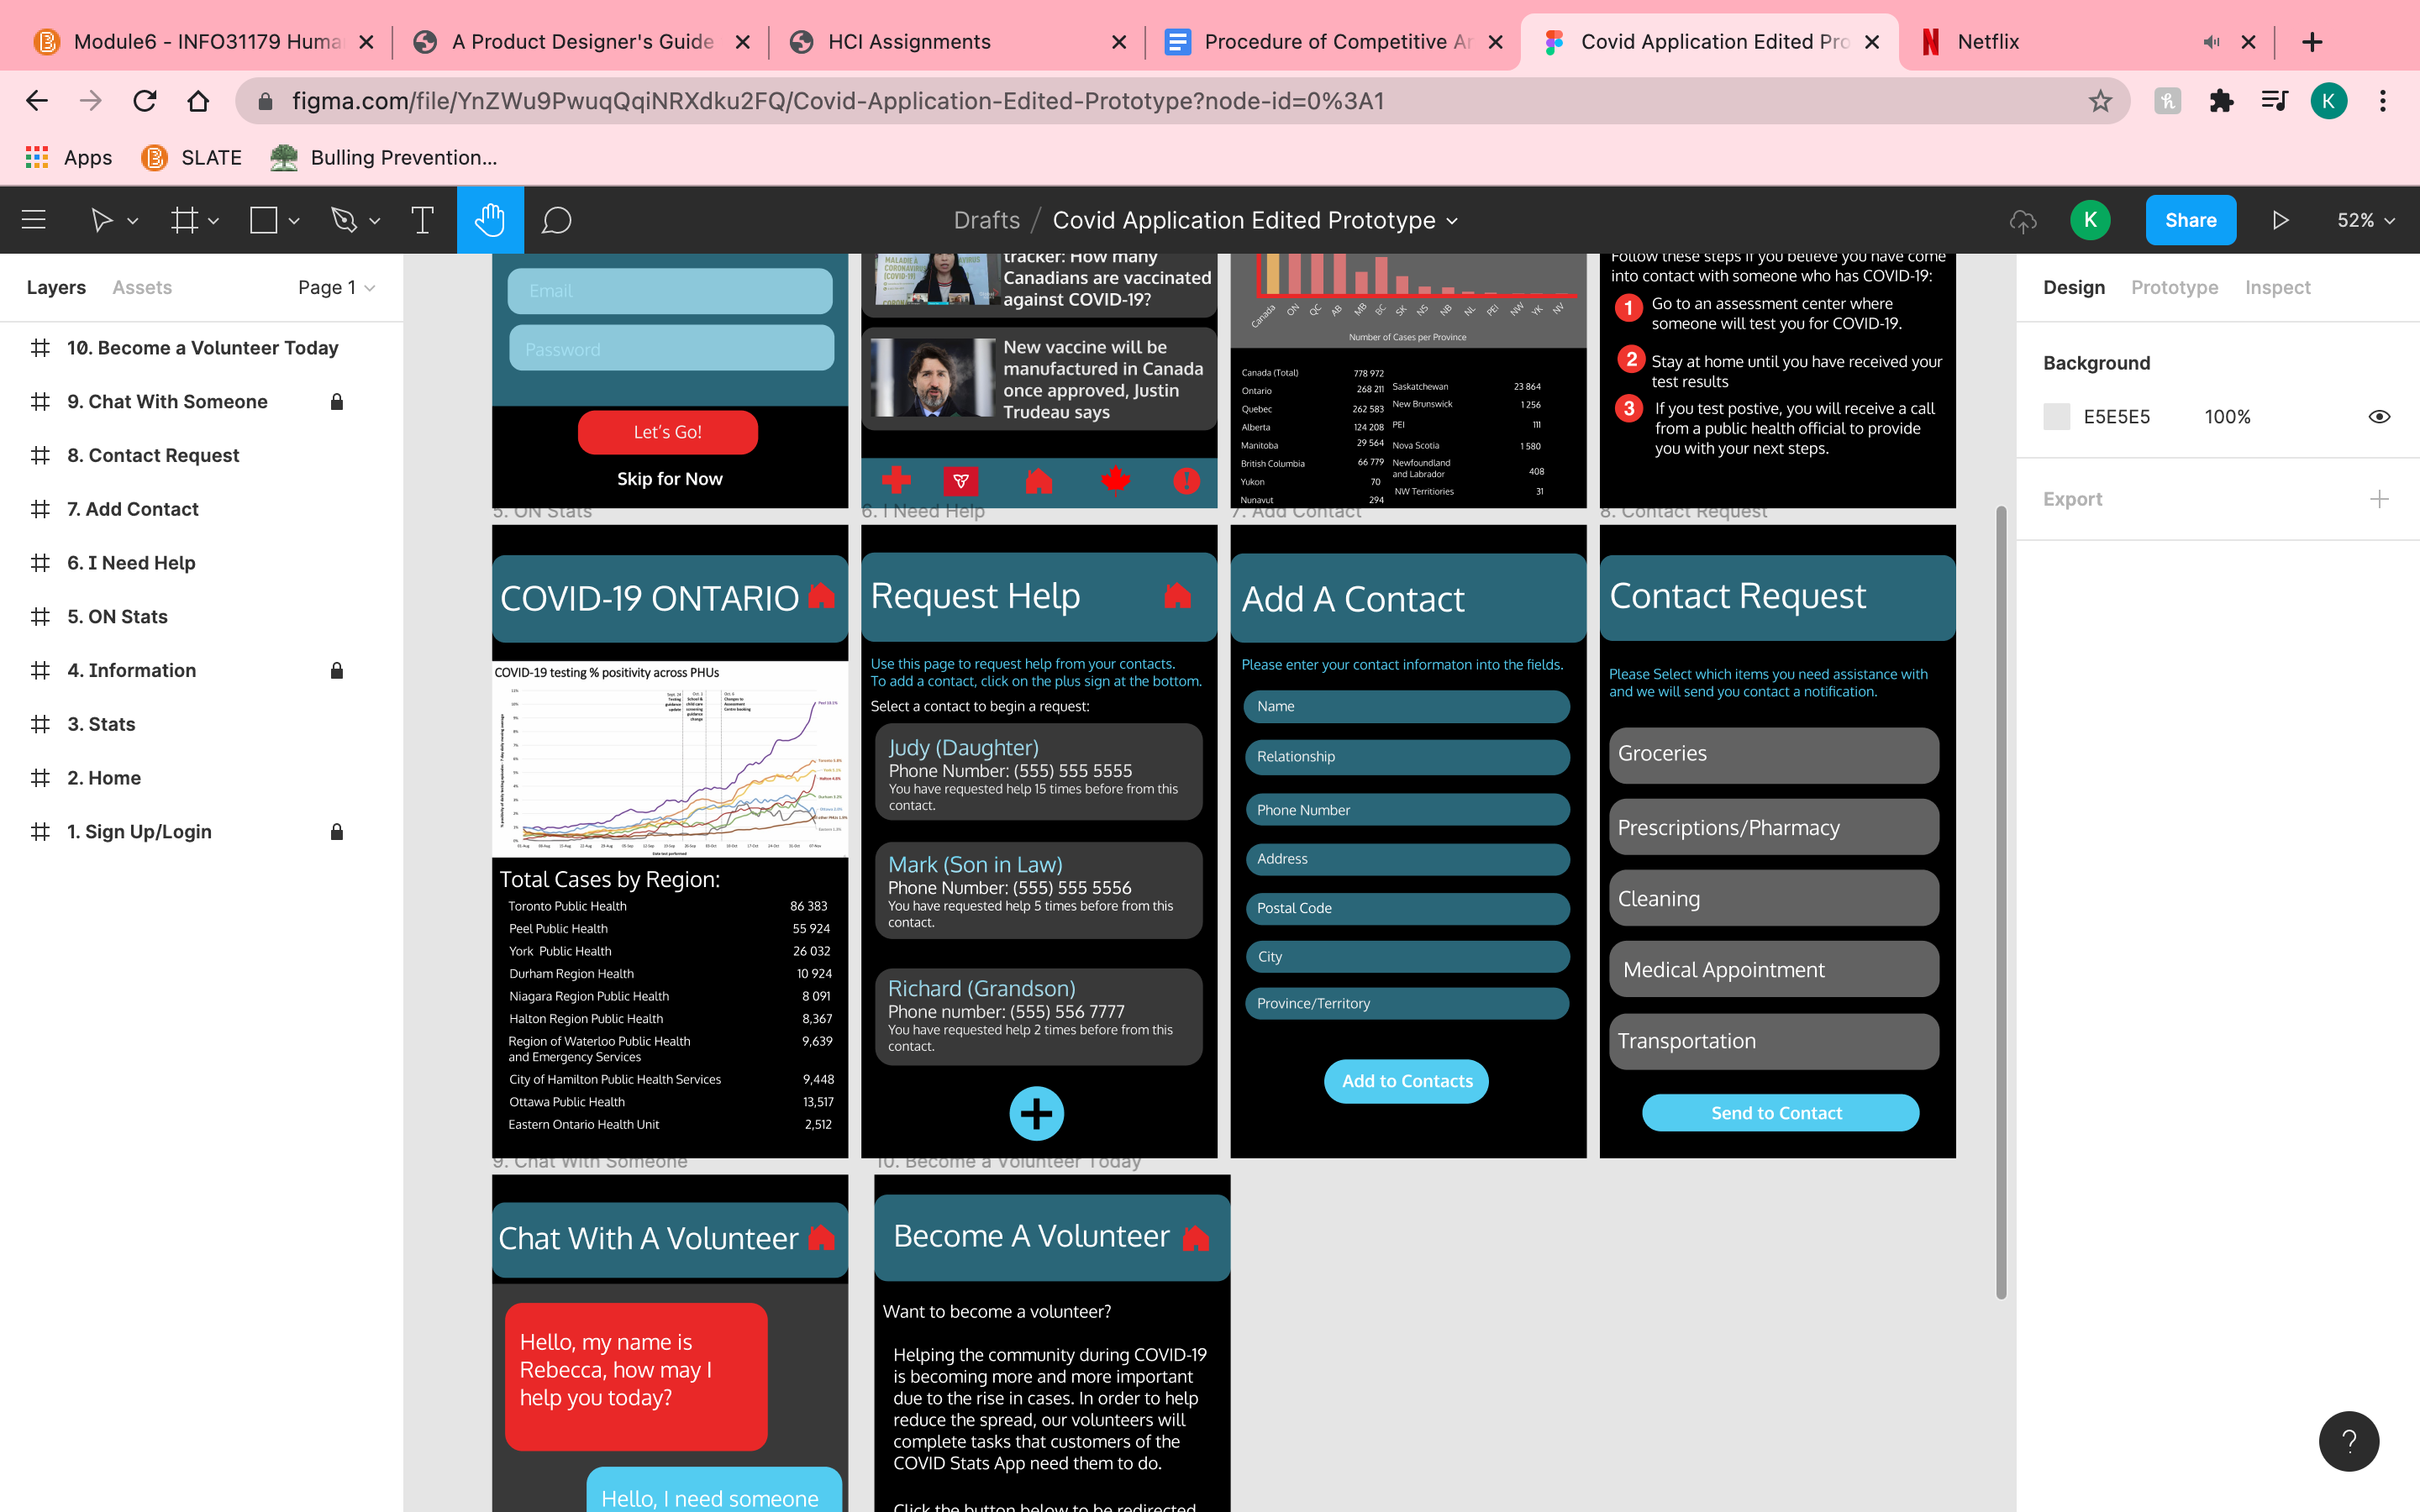 Module6 - INFO31179 Huma
A Product Designer's Guide
HCI Assignments
Procedure of Competitive Ar
Covid Application Edited Pro
Netflix
figma.com/file/YnZWu9PwuqQqiNRXdku2FQ/Covid-Application-Edited-Prototype?node-id=0%3A1
K
Apps
SLATE
Bulling Prevention...
Drafts / Covid Application Edited Prototype
K
Share
52%
Layers
Assets
Page 1
10. Become a Volunteer Today
9. Chat With Someone
8. Contact Request
7. Add Contact
6. I Need Help
5. ON Stats
4. Information
3. Stats
2. Home
1. Sign Up/Login
Design
Prototype
Inspect
Background
E5E5E5
100%
Export
Email
Password
Let's Go!
Skip for Now
tracker: How many
Canadians are vaccinated
against COVID-19?
New vaccine will be
manufactured in Canada
once approved, Justin
Trudeau says
Canada ON QC AB MB BC SK NS NB NL PEI NW YK NV
Number of Cases per Province
Canada (Total) 778 972
Ontario 268 211
Quebec 262 583
Alberta 124 208
Manitoba 29 564
British Columbia 66 779
Yukon 70
Nunavut 294
Saskatchewan 23 864
New Brunswick 1 256
PEI 111
Nova Scotia 1 580
Newfoundland
and Labrador 408
NW Terrltiories 31
Follow these steps if you believe you have come
into contact with someone who has COVID-19:
1 Go to an assessment center where
someone will test you for COVID-19.
2 Stay at home until you have received your
test results
3 If you test postive, you will receive a call
from a public health official to provide
you with your next steps.
5. ON Stats
6. I Need Help
7. Add Contact
8. Contact Request
COVID-19 ONTARIO
COVID-19 testing % positivity across PHUs
Total Cases by Region:
Toronto Public Health 86 383
Peel Public Health 55 924
York Public Health 26 032
Durham Region Health 10 924
Niagara Region Public Health 8 091
Halton Region Public Health 8,367
Region of Waterloo Public Health 9,639
and Emergency Services
City of Hamilton Public Health Services 9,448
Ottawa Public Health 13,517
Eastern Ontario Health Unit 2,512
Request Help
Use this page to request help from your contacts.
To add a contact, click on the plus sign at the bottom.
Select a contact to begin a request:
Judy (Daughter)
Phone Number: (555) 555 5555
You have requested help 15 times before from this
contact.
Mark (Son in Law)
Phone Number: (555) 555 5556
You have requested help 5 times before from this
contact.
Richard (Grandson)
Phone number: (555) 556 7777
You have requested help 2 times before from this
contact.
Add A Contact
Please enter your contact informaton into the fields.
Name
Relationship
Phone Number
Address
Postal Code
City
Province/Territory
Add to Contacts
Contact Request
Please Select which items you need assistance with
and we will send you contact a notification.
Groceries
Prescriptions/Pharmacy
Cleaning
Medical Appointment
Transportation
Send to Contact
9. Chat With Someone
10. Become a Volunteer Today
Chat With A Volunteer
Hello, my name is
Rebecca, how may I
help you today?
Hello, I need someone
Become A Volunteer
Want to become a volunteer?
Helping the community during COVID-19
is becoming more and more important
due to the rise in cases. In order to help
reduce the spread, our volunteers will
complete tasks that customers of the
COVID Stats App need them to do.
Click the button below to be redirected
?